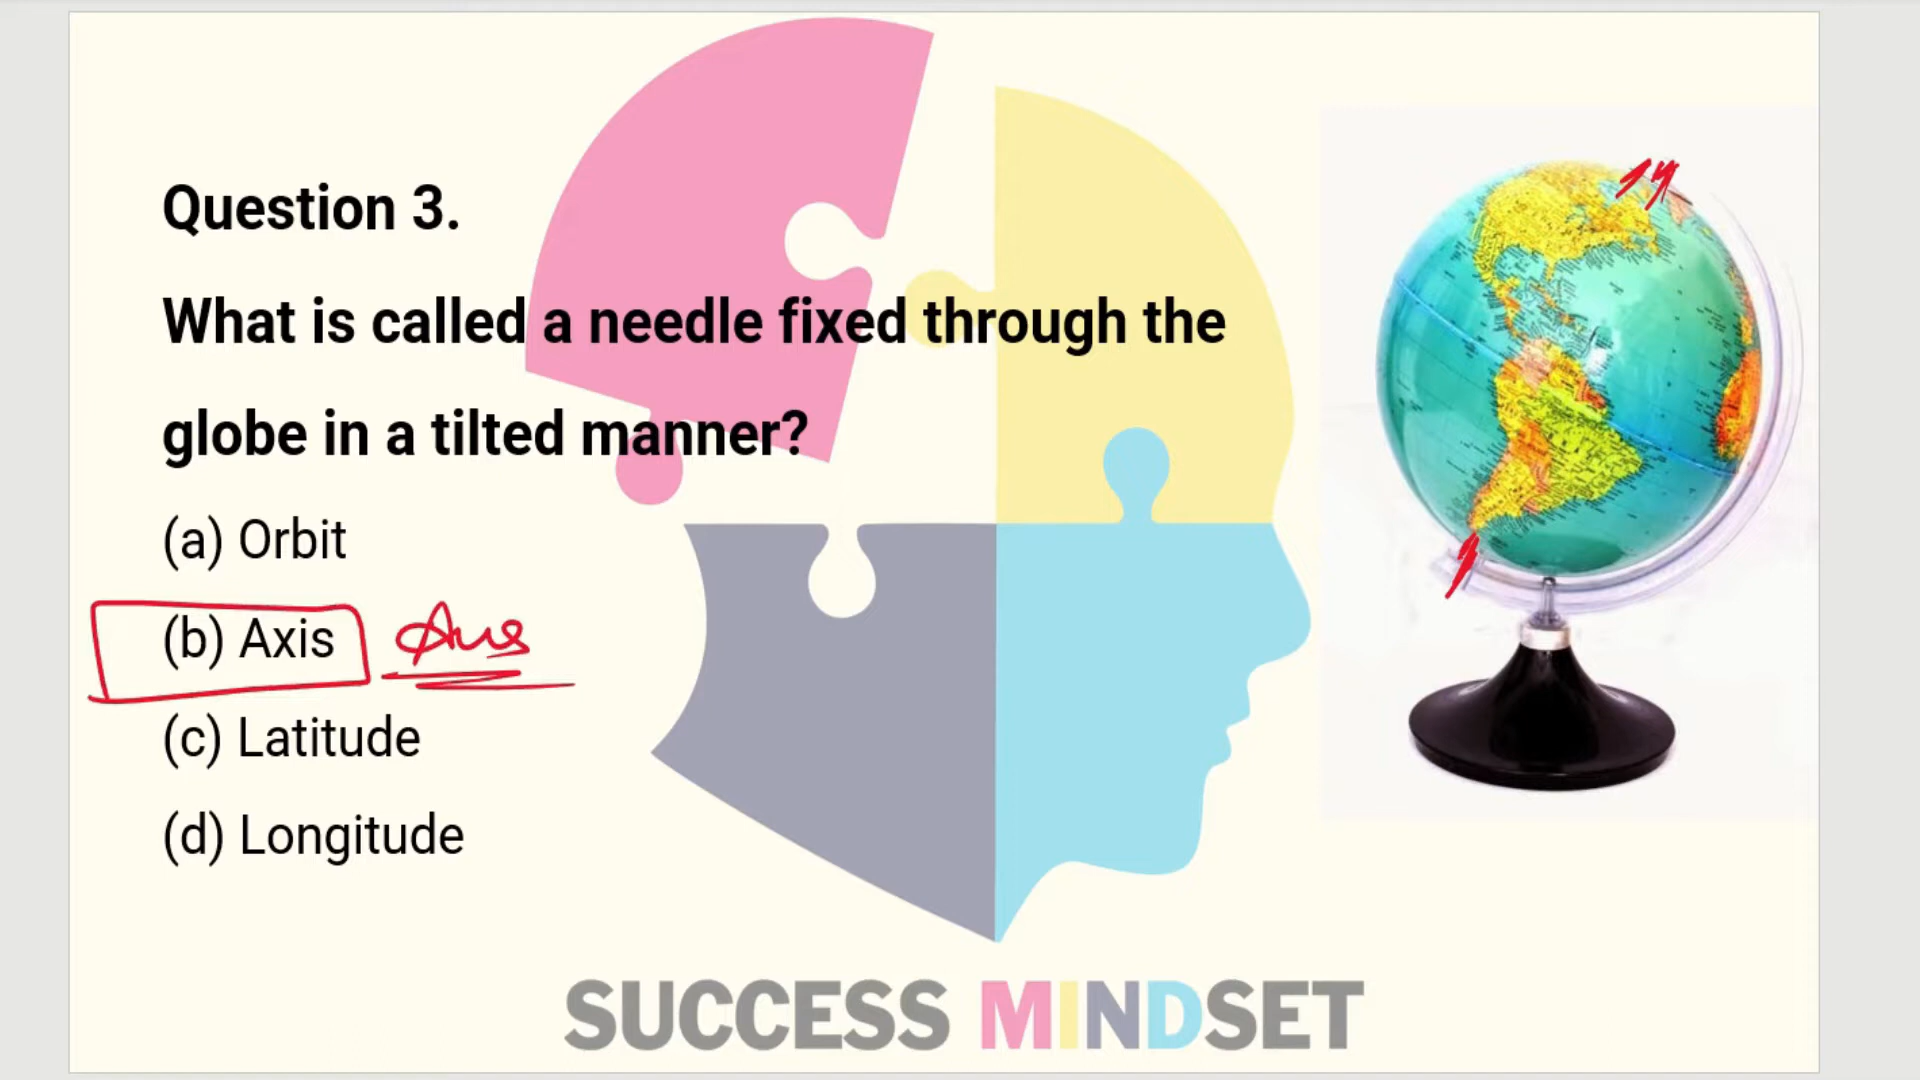 Question 3.
What is called a needle fixed through the
globe in a tilted manner?
(a) Orbit
(b) Axis Ans
(c) Latitude
(d) Longitude
SUCCESS MINDSET